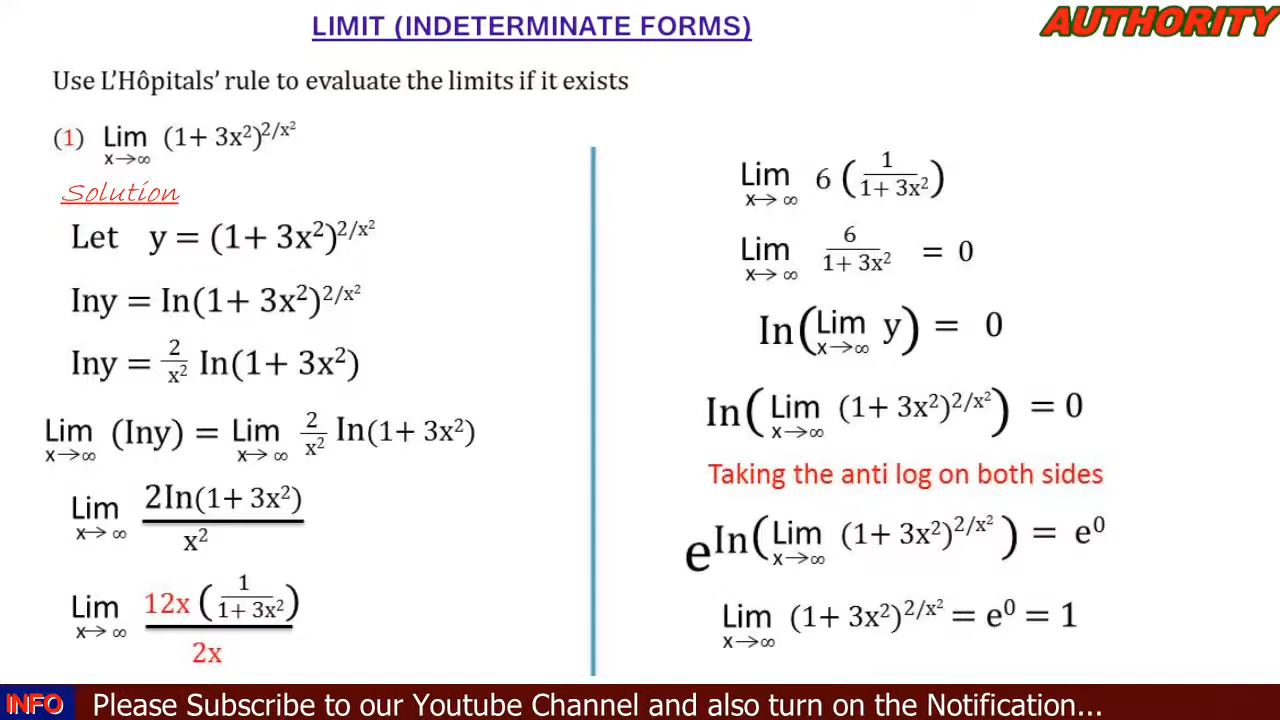 LIMIT (INDETERMINATE FORMS)
AUTHORITY
Use L'Hôpitals' rule to evaluate the limits if it exists
(1) Lim x→∞ (1+ 3x²)^2/x²
Solution
Let y = (1+ 3x²)^2/x²
Iny = In(1+ 3x²)^2/x²
Iny = 2/x² In(1+ 3x²)
Lim x→∞ (Iny) = Lim x→∞ 2/x² In(1+ 3x²)
Lim x→∞ 2In(1+ 3x²) / x²
Lim x→∞ 12x (1/1+ 3x²) / 2x
Lim x→∞ 6 (1/1+ 3x²)
Lim x→∞ 6/1+ 3x² = 0
In(Lim x→∞ y) = 0
In(Lim x→∞ (1+ 3x²)^2/x²) = 0
Taking the anti log on both sides
e^In(Lim x→∞ (1+ 3x²)^2/x²) = e⁰
Lim x→∞ (1+ 3x²)^2/x² = e⁰ = 1
INFO Please Subscribe to our Youtube Channel and also turn on the Notification...